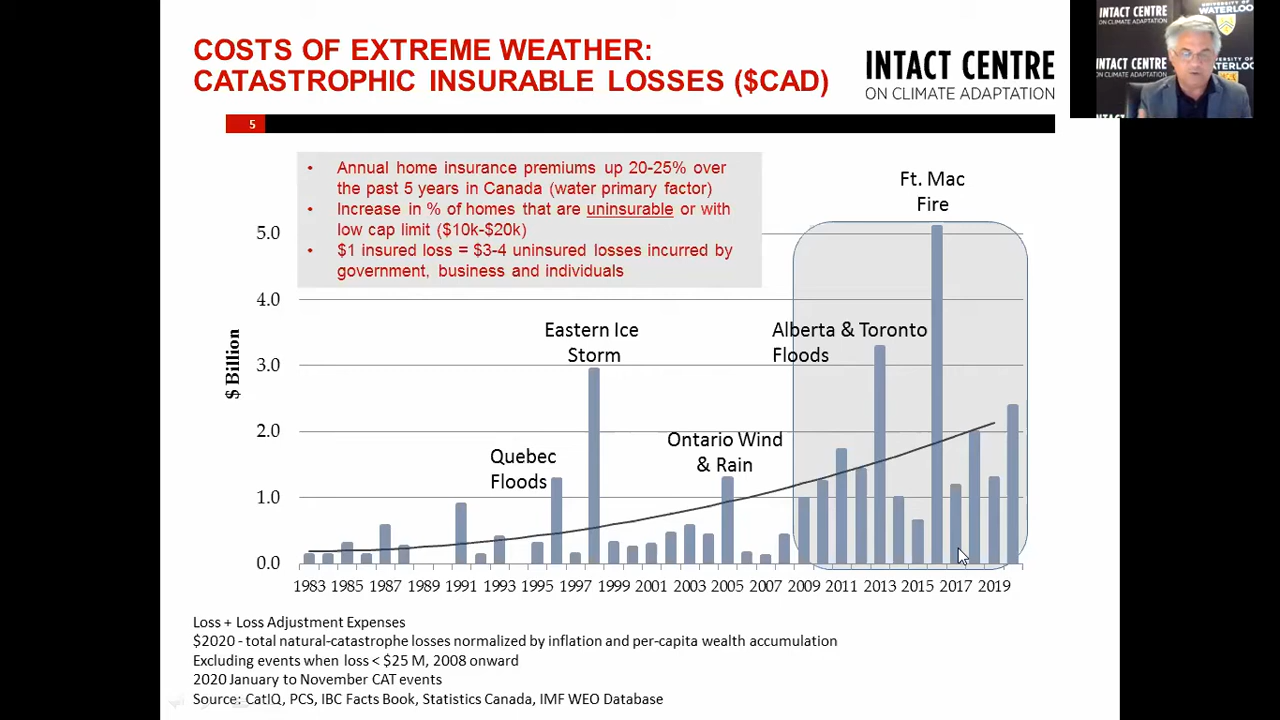 COSTS OF EXTREME WEATHER:
CATASTROPHIC INSURABLE LOSSES ($CAD)
INTACT CENTRE
ON CLIMATE ADAPTATION
5
• Annual home insurance premiums up 20-25% over
the past 5 years in Canada (water primary factor)
• Increase in % of homes that are uninsurable or with
low cap limit ($10k-$20k)
• $1 insured loss = $3-4 uninsured losses incurred by
government, business and individuals
Ft. Mac
Fire
Eastern Ice
Storm
Alberta & Toronto
Floods
Ontario Wind
& Rain
Quebec
Floods
$ Billion
5.0
4.0
3.0
2.0
1.0
0.0
1983 1985 1987 1989 1991 1993 1995 1997 1999 2001 2003 2005 2007 2009 2011 2013 2015 2017 2019
Loss + Loss Adjustment Expenses
$2020 - total natural-catastrophe losses normalized by inflation and per-capita wealth accumulation
Excluding events when loss < $25 M, 2008 onward
2020 January to November CAT events
Source: CatIQ, PCS, IBC Facts Book, Statistics Canada, IMF WEO Database
INTACT CENTRE
ON CLIMATE ADAPTATION
WATERLOO
INTACT CEN
INTACT